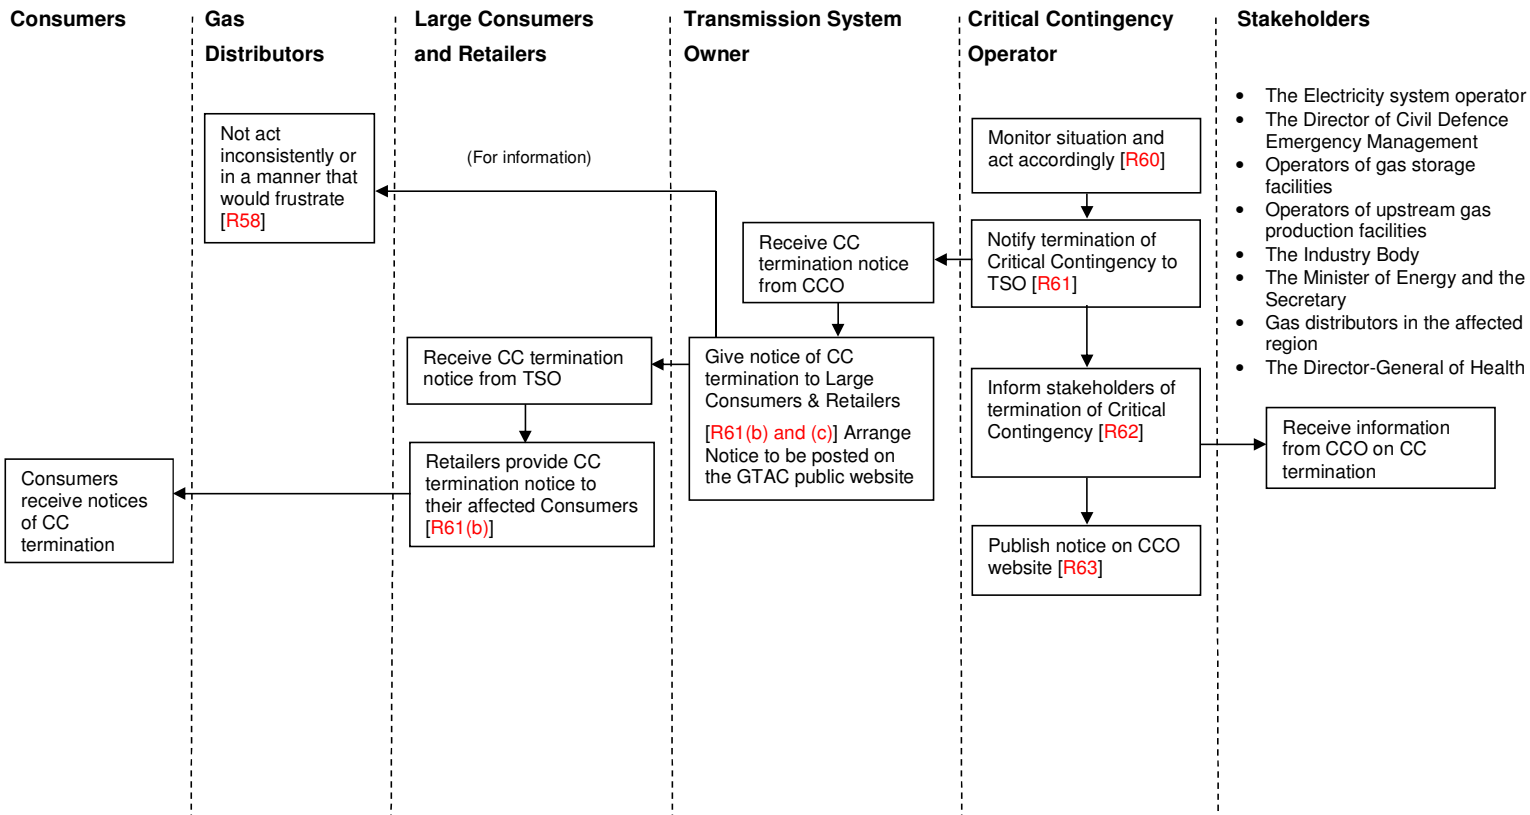 Consumers
Gas
Distributors
Large Consumers
and Retailers
Transmission System
Owner
Critical Contingency
Operator
Stakeholders
Not act
inconsistently or
in a manner that
would frustrate
[R58]
(For information)
Monitor situation and
act accordingly [R60]
• The Electricity system operator
• The Director of Civil Defence
Emergency Management
• Operators of gas storage
facilities
• Operators of upstream gas
production facilities
• The Industry Body
• The Minister of Energy and the
Secretary
• Gas distributors in the affected
region
• The Director-General of Health
Receive CC
termination notice
from CCO
Notify termination of
Critical Contingency to
TSO [R61]
Receive CC termination
notice from TSO
Give notice of CC
termination to Large
Consumers & Retailers
[R61(b) and (c)] Arrange
Notice to be posted on
the GTAC public website
Inform stakeholders of
termination of Critical
Contingency [R62]
Receive information
from CCO on CC
termination
Consumers
receive notices
of CC
termination
Retailers provide CC
termination notice to
their affected Consumers
[R61(b)]
Publish notice on CCO
website [R63]